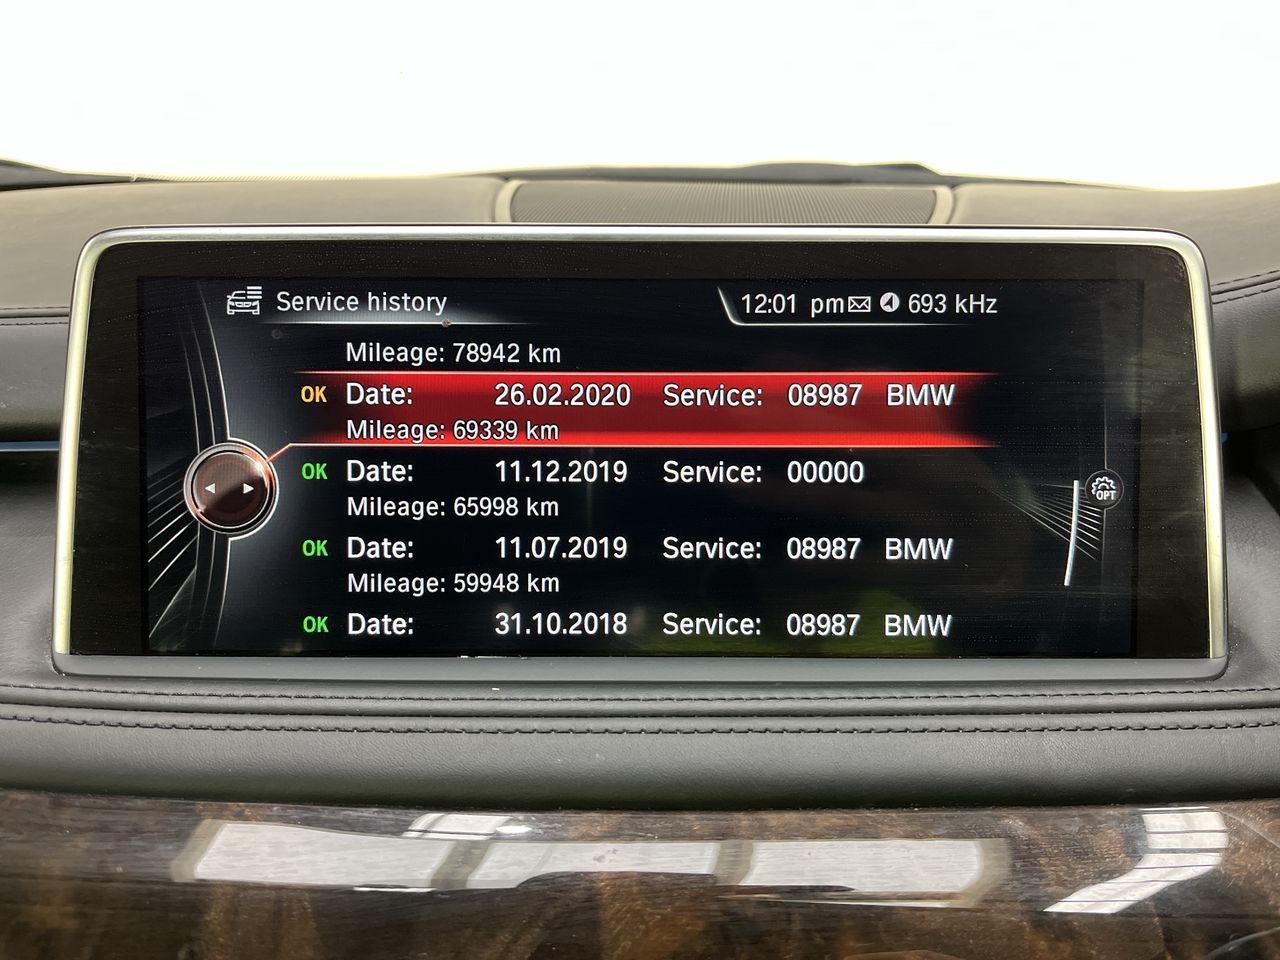 Service history 12:01 pm 693 kHz
Mileage: 78942 km
OK Date: 26.02.2020 Service: 08987 BMW
Mileage: 69339 km
OK Date: 11.12.2019 Service: 00000
Mileage: 65998 km
OK Date: 11.07.2019 Service: 08987 BMW
Mileage: 59948 km
OK Date: 31.10.2018 Service: 08987 BMW
OPT